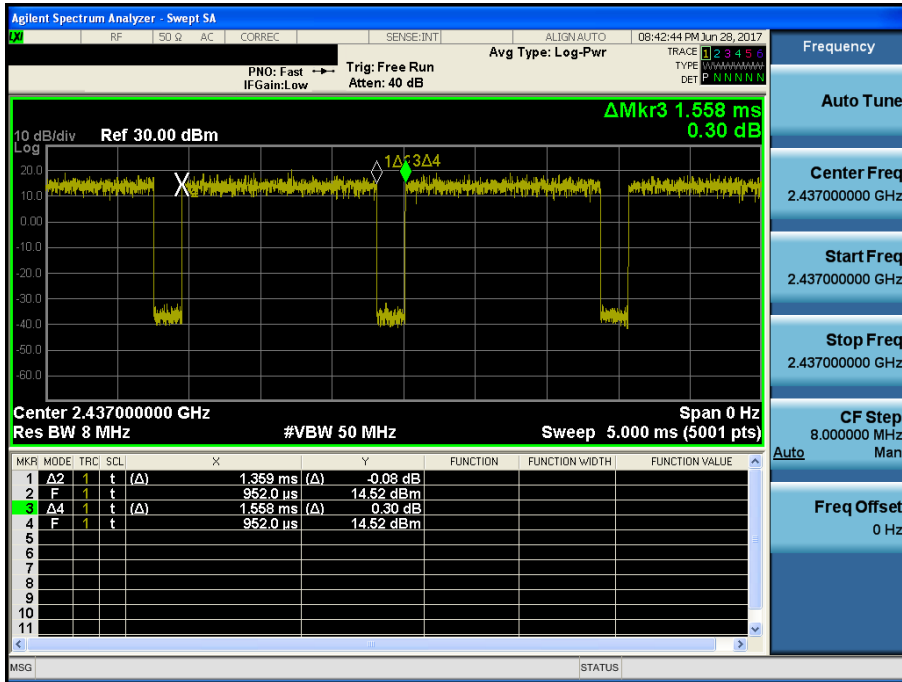 Agilent Spectrum Analyzer - Swept SA
LXI RF 50 Ω AC CORREC SENSE:INT ALIGN AUTO 08:42:44 PM Jun 28, 2017
PNO: Fast
IFGain:Low
Trig: Free Run
Atten: 40 dB
Avg Type: Log-Pwr
TRACE 1 2 3 4 5 6
TYPE
DET P N N N N N
ΔMkr3 1.558 ms
0.30 dB
10 dB/div Ref 30.00 dBm
Log
20.0
10.0
0.00
-10.0
-20.0
-30.0
-40.0
-50.0
-60.0
3Δ4
Center 2.437000000 GHz Span 0 Hz
Res BW 8 MHz #VBW 50 MHz Sweep 5.000 ms (5001 pts)
MKR MODE TRC SCL X Y FUNCTION FUNCTION WIDTH FUNCTION VALUE
1 Δ2 1 t (Δ) 1.359 ms (Δ) -0.08 dB
2 F 1 t 952.0 µs 14.52 dBm
3 Δ4 1 t (Δ) 1.558 ms (Δ) 0.30 dB
4 F 1 t 952.0 µs 14.52 dBm
5
6
7
8
9
10
11
MSG STATUS
Frequency
Auto Tune
Center Freq
2.437000000 GHz
Start Freq
2.437000000 GHz
Stop Freq
2.437000000 GHz
CF Step
8.000000 MHz
Auto Man
Freq Offset
0 Hz